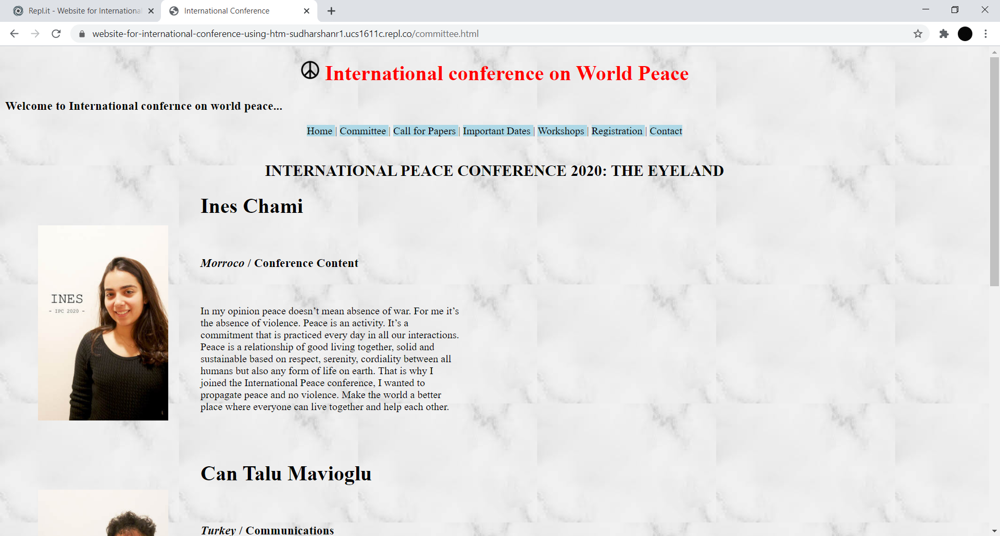 Repl.it - Website for International
International Conference
website-for-international-conference-using-htm-sudharshanr1.ucs1611c.repl.co/committee.html
International conference on World Peace
Welcome to International confernce on world peace...
Home | Committee | Call for Papers | Important Dates | Workshops | Registration | Contact
INTERNATIONAL PEACE CONFERENCE 2020: THE EYELAND
Ines Chami
INES
- IPC 2020 -
Morroco / Conference Content
In my opinion peace doesn’t mean absence of war. For me it’s
the absence of violence. Peace is an activity. It’s a
commitment that is practiced every day in all our interactions.
Peace is a relationship of good living together, solid and
sustainable based on respect, serenity, cordiality between all
humans but also any form of life on earth. That is why I
joined the International Peace conference, I wanted to
propagate peace and no violence. Make the world a better
place where everyone can live together and help each other.
Can Talu Mavioglu
Turkey / Communications